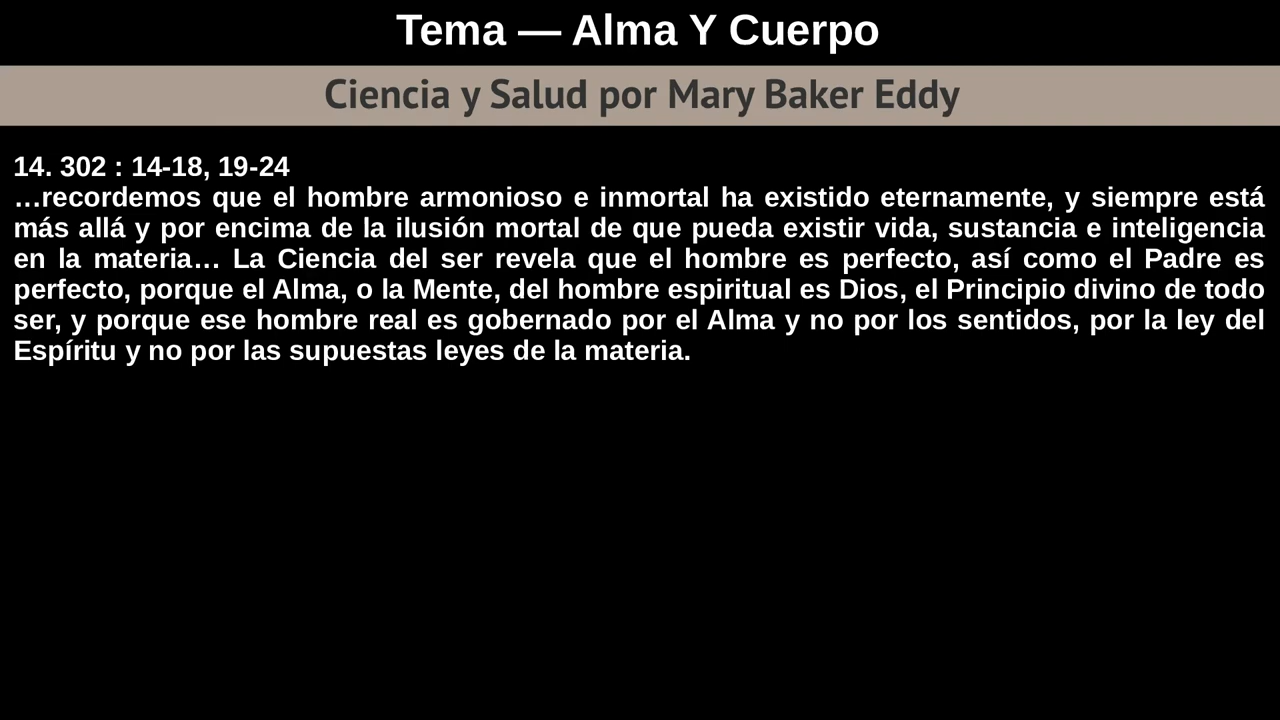 Tema — Alma Y Cuerpo
Ciencia y Salud por Mary Baker Eddy
14. 302 : 14-18, 19-24
…recordemos que el hombre armonioso e inmortal ha existido eternamente, y siempre está
más allá y por encima de la ilusión mortal de que pueda existir vida, sustancia e inteligencia
en la materia… La Ciencia del ser revela que el hombre es perfecto, así como el Padre es
perfecto, porque el Alma, o la Mente, del hombre espiritual es Dios, el Principio divino de todo
ser, y porque ese hombre real es gobernado por el Alma y no por los sentidos, por la ley del
Espíritu y no por las supuestas leyes de la materia.